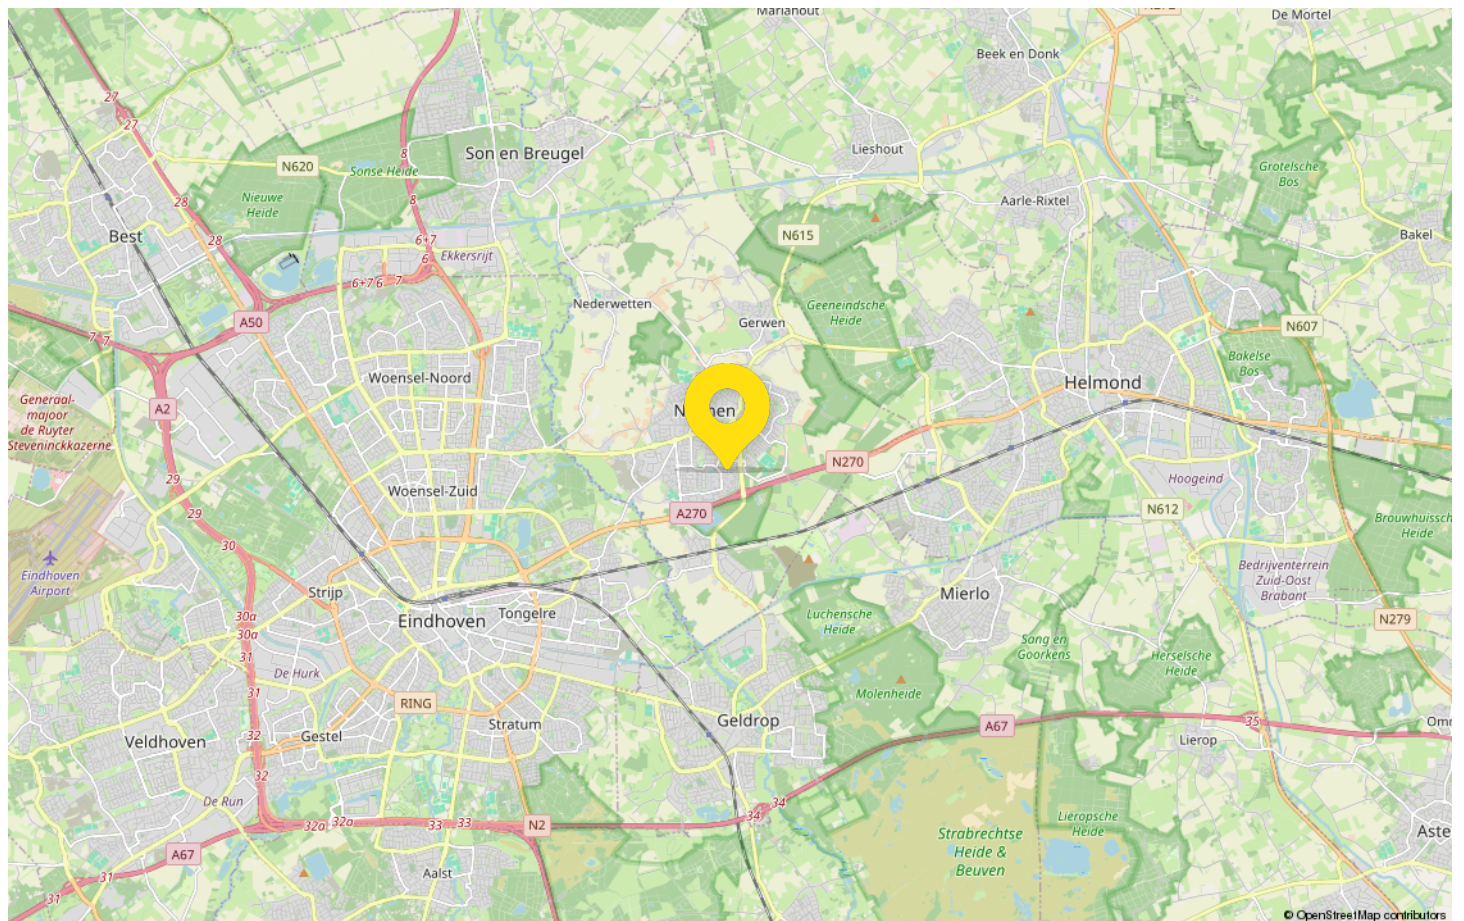 Mariahout
De Mortel
Beek en Donk
27
27
Son en Breugel
8
Lieshout
N620
Sonse Heide
Grotelsche
Bos
8
28
Nieuwe
Heide
Aarle-Rixtel
Best
28
6+7
N615
Bakel
6
Ekkersrijt
6+7 6
7
Nederwetten
Geeneindsche
Heide
A50
Gerwen
N607
7 7
Bakelse
Bos
Woensel-Noord
Helmond
Generaal-
majoor
de Ruyter
Steveninckkazerne
A2
N270
29
Woensel-Zuid
Hoogeind
29
A270
N612
Brouwhuissche
Heide
30
Eindhoven
Airport
Bedrijventerrein
Zuid-Oost
Brabant
Strijp
Mierlo
30a
30a
Eindhoven
Tongelre
Luchensche
Heide
N279
31
De Hurk
Sang en
Goorkens
Herselsche
Heide
31
RING
Molenheide
Geldrop
Stratum
A67
35
32
Gestel
Veldhoven
Lierop
32
De Run
34
34
32a
32a
33
33
N2
Lieropsche
Heide
Strabrechtse
Heide &
Beuven
A67
Aalst
31
31
© OpenStreetMap contributors